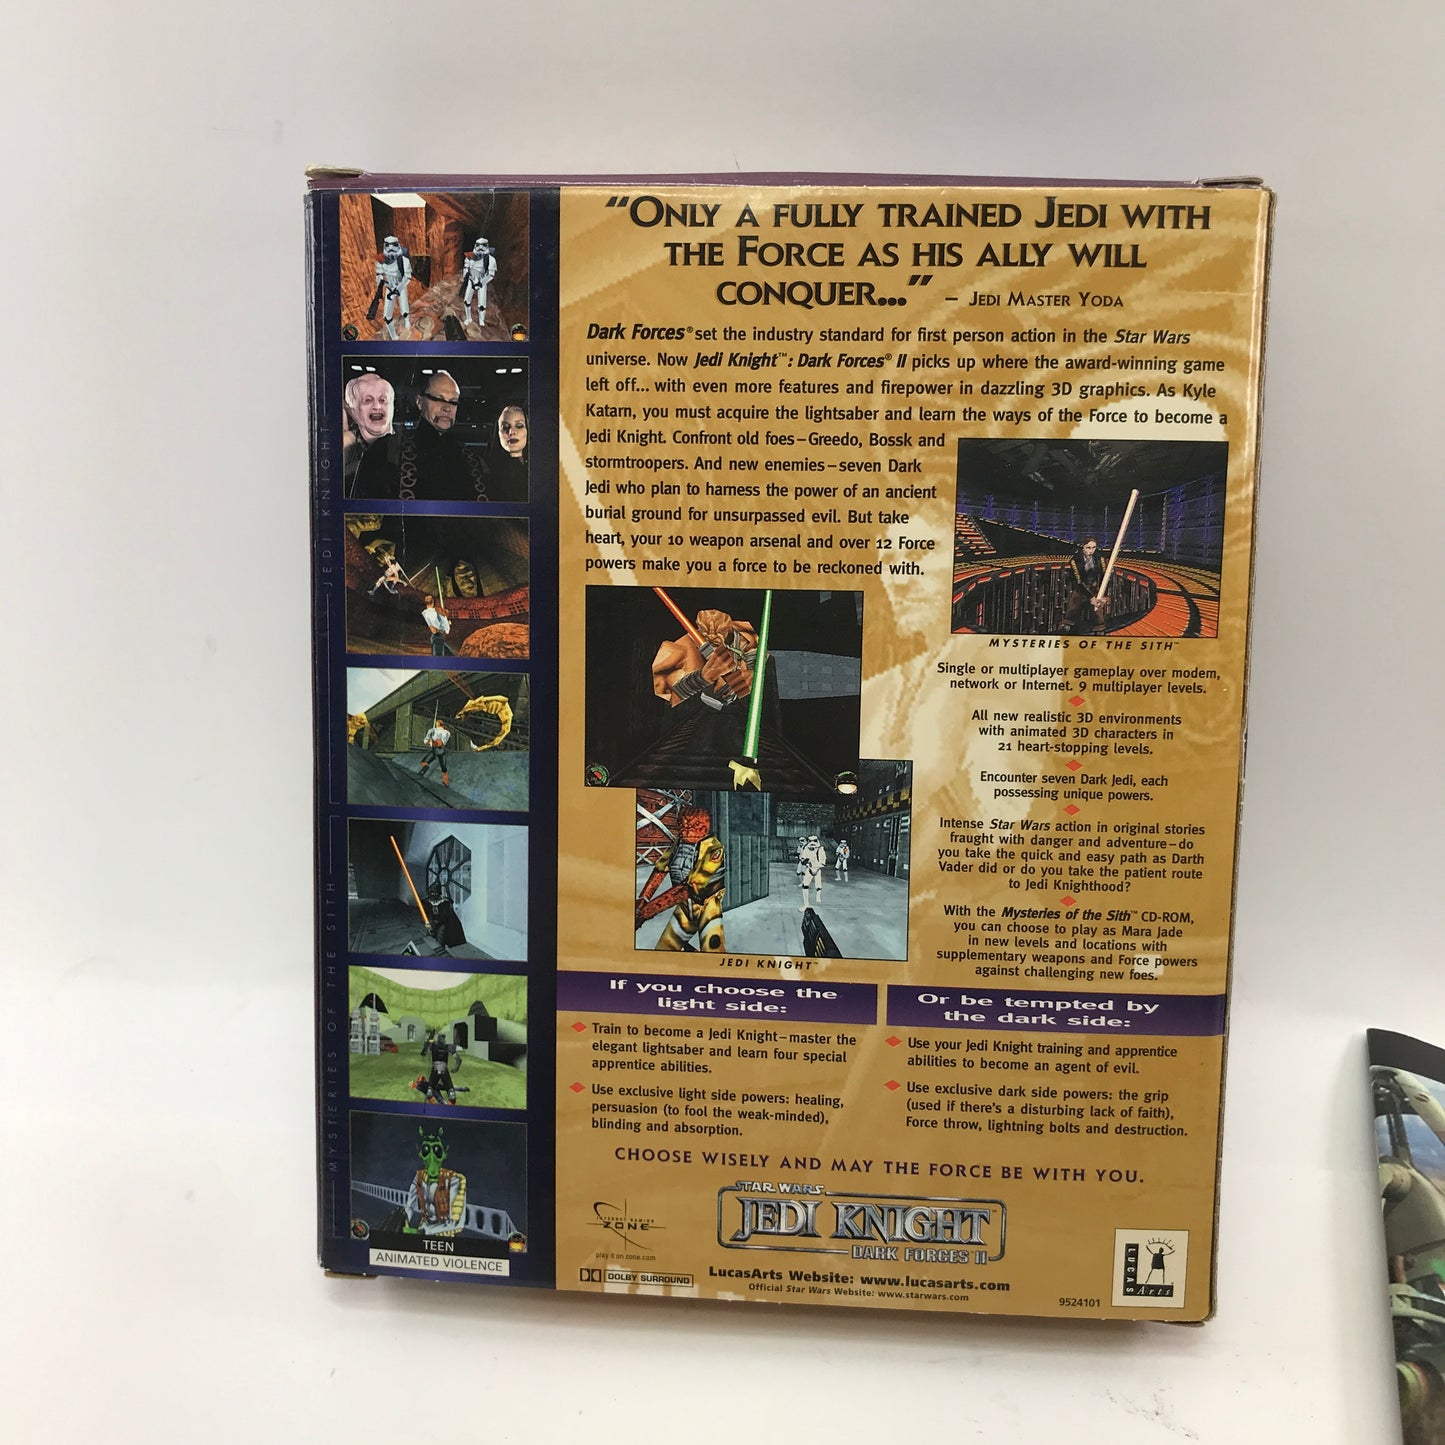 “ONLY A FULLY TRAINED JEDI WITH
THE FORCE AS HIS ALLY WILL
CONQUER...” – JEDI MASTER YODA
Dark Forces® set the industry standard for first person action in the Star Wars
universe. Now Jedi Knight™: Dark Forces® II picks up where the award-winning game
left off... with even more features and firepower in dazzling 3D graphics. As Kyle
Katarn, you must acquire the lightsaber and learn the ways of the Force to become a
Jedi Knight. Confront old foes–Greedo, Bossk and
stormtroopers. And new enemies–seven Dark
Jedi who plan to harness the power of an ancient
burial ground for unsurpassed evil. But take
heart, your 10 weapon arsenal and over 12 Force
powers make you a force to be reckoned with.
MYSTERIES OF THE SITH™
Single or multiplayer gameplay over modem,
network or Internet. 9 multiplayer levels.
All new realistic 3D environments
with animated 3D characters in
21 heart-stopping levels.
Encounter seven Dark Jedi, each
possessing unique powers.
Intense Star Wars action in original stories
fraught with danger and adventure–do
you take the quick and easy path as Darth
Vader did or do you take the patient route
to Jedi Knighthood?
With the Mysteries of the Sith™ CD-ROM,
you can choose to play as Mara Jade
in new levels and locations with
supplementary weapons and Force powers
against challenging new foes.
JEDI KNIGHT™
If you choose the
light side:
Train to become a Jedi Knight–master the
elegant lightsaber and learn four special
apprentice abilities.
Use exclusive light side powers: healing,
persuasion (to fool the weak-minded),
blinding and absorption.
Or be tempted by
the dark side:
Use your Jedi Knight training and apprentice
abilities to become an agent of evil.
Use exclusive dark side powers: the grip
(used if there's a disturbing lack of faith),
Force throw, lightning bolts and destruction.
CHOOSE WISELY AND MAY THE FORCE BE WITH YOU.
INTERNET GAMING
ZONE
play it on zone.com
DOLBY SURROUND
STAR WARS
JEDI KNIGHT™
DARK FORCES II
LucasArts Website: www.lucasarts.com
Official Star Wars Website: www.starwars.com
9524101
LUCAS
Arts
JEDI KNIGHT
MYSTERIES OF THE SITH
MYSTERIES OF THE SITH
TEEN
ANIMATED VIOLENCE